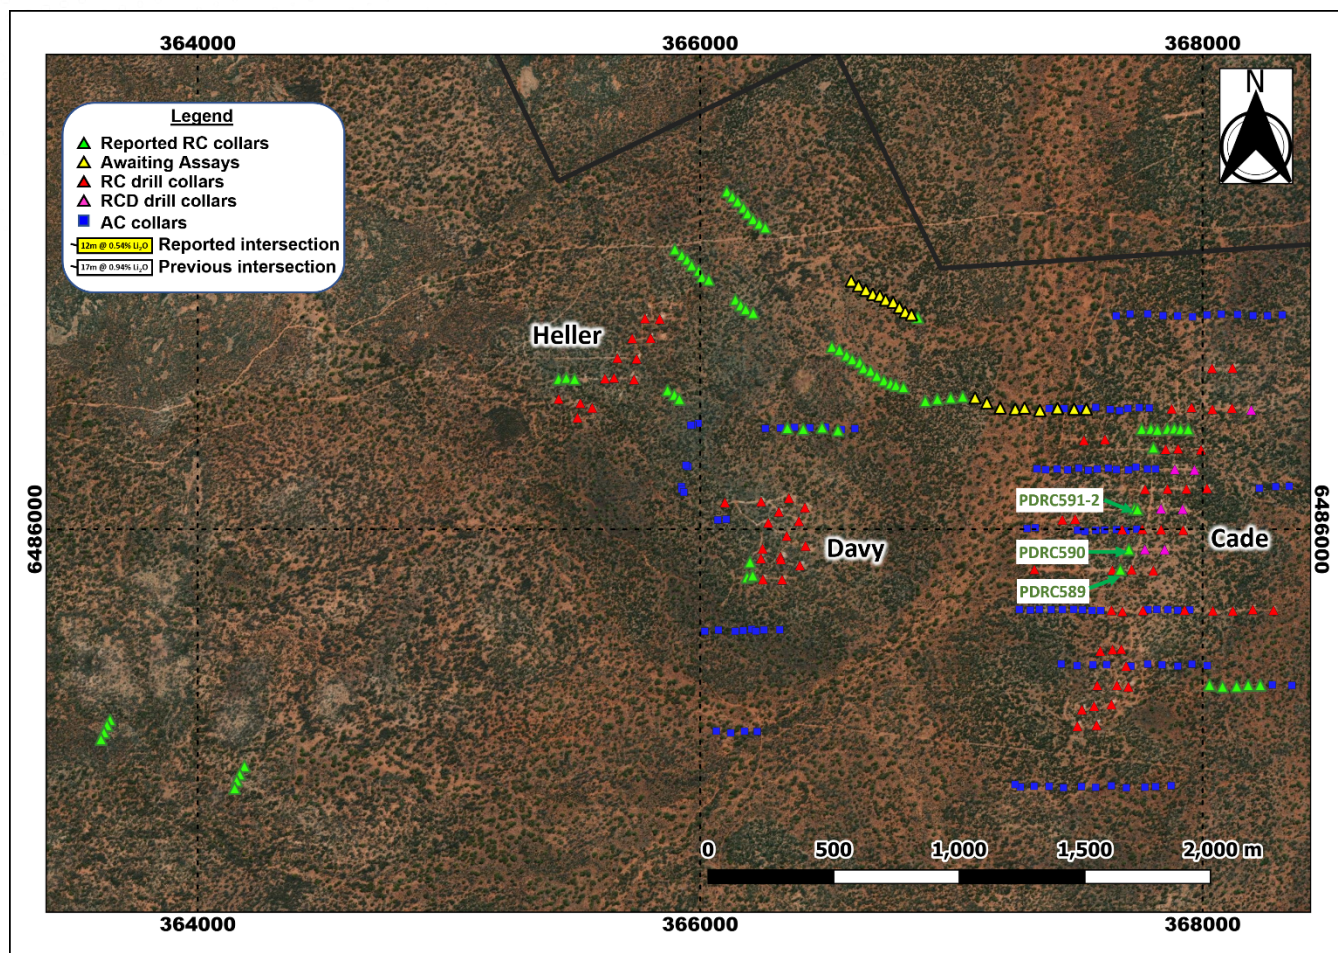 364000 366000 368000
N
Legend
Reported RC collars
Awaiting Assays
RC drill collars
RCD drill collars
AC collars
12m @ 0.54% Li₂O Reported intersection
17m @ 0.94% Li₂O Previous intersection
Heller
6486000 6486000
PDRC591-2
Davy Cade
PDRC590
PDRC589
0 500 1,000 1,500 2,000 m
364000 366000 368000